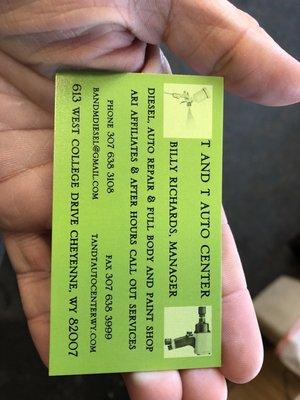 T AND T AUTO CENTER
BILLY RICHARDS, MANAGER
DIESEL, AUTO REPAIR & FULL BODY AND PAINT SHOP
ARI AFFILIATES & AFTER HOURS CALL OUT SERVICES
PHONE 307 638 3108 FAX 307 638 3999
BANDMDIESEL@GMAIL.COM TANDTAUTOCENTERWY.COM
613 WEST COLLEGE DRIVE CHEYENNE, WY 82007